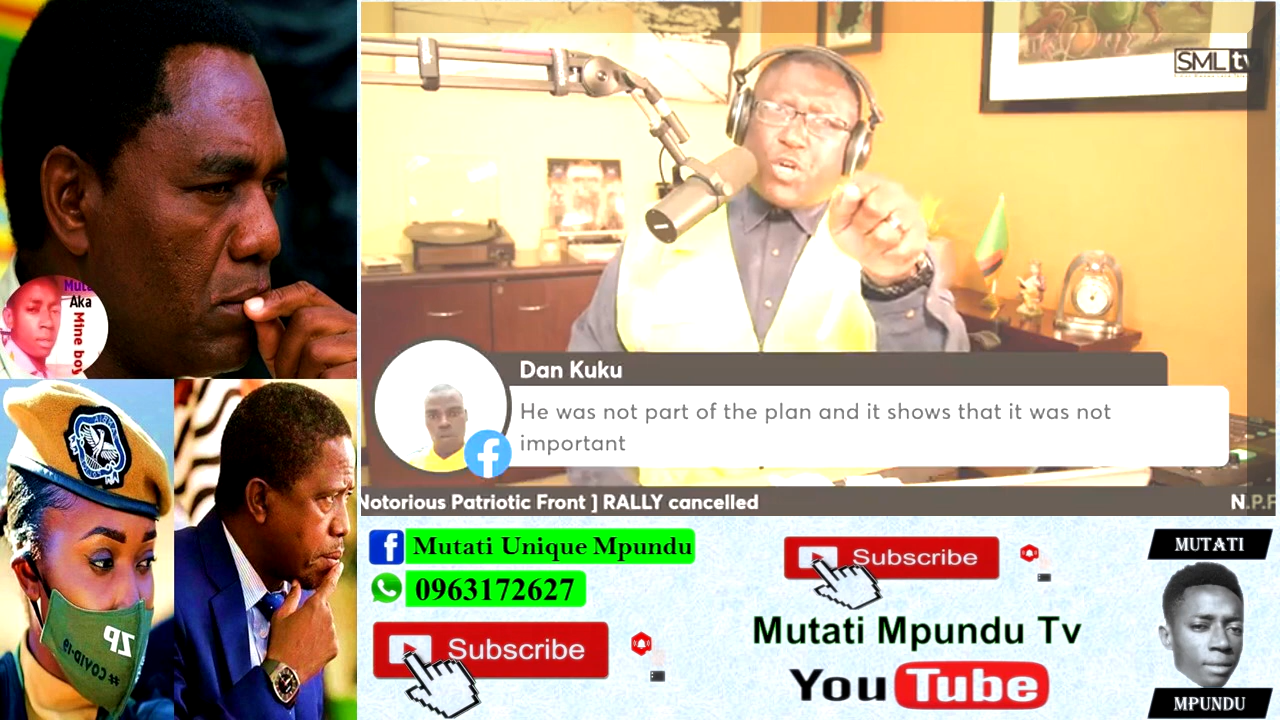 SML tv
Mutati
Aka
Mine boy
Dan Kuku
He was not part of the plan and it shows that it was not
important
Notorious Patriotic Front ] RALLY cancelled
N.P.F
Mutati Unique Mpundu
0963172627
Subscribe
Subscribe
Mutati Mpundu Tv
YouTube
MUTATI
MPUNDU
ZP
#COVID-19